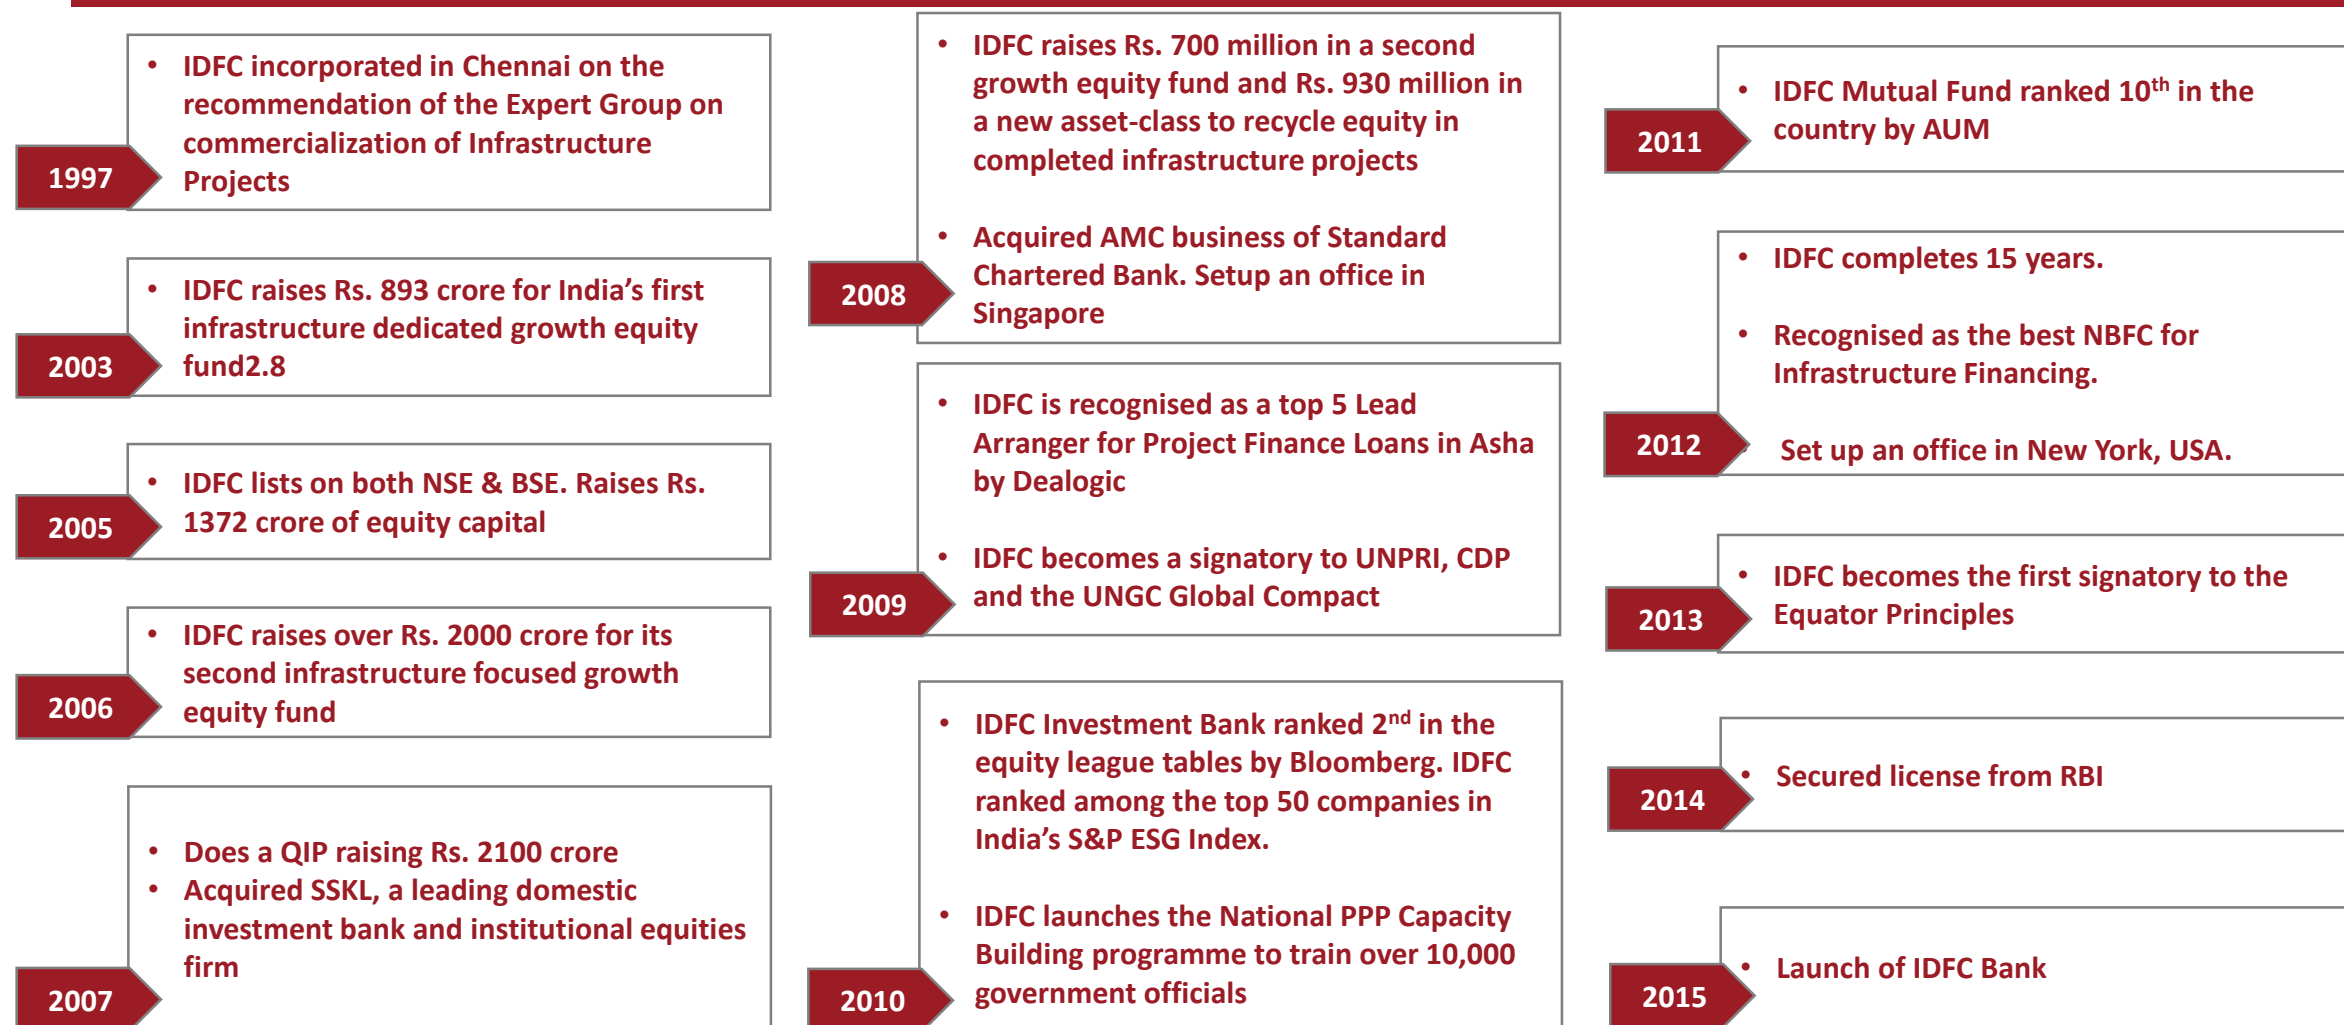 1997
• IDFC incorporated in Chennai on the
recommendation of the Expert Group on
commercialization of Infrastructure
Projects
2003
• IDFC raises Rs. 893 crore for India’s first
infrastructure dedicated growth equity
fund2.8
2005
• IDFC lists on both NSE & BSE. Raises Rs.
1372 crore of equity capital
2006
• IDFC raises over Rs. 2000 crore for its
second infrastructure focused growth
equity fund
2007
• Does a QIP raising Rs. 2100 crore
• Acquired SSKL, a leading domestic
investment bank and institutional equities
firm
2008
• IDFC raises Rs. 700 million in a second
growth equity fund and Rs. 930 million in
a new asset-class to recycle equity in
completed infrastructure projects
• Acquired AMC business of Standard
Chartered Bank. Setup an office in
Singapore
2009
• IDFC is recognised as a top 5 Lead
Arranger for Project Finance Loans in Asha
by Dealogic
• IDFC becomes a signatory to UNPRI, CDP
and the UNGC Global Compact
2010
• IDFC Investment Bank ranked 2nd in the
equity league tables by Bloomberg. IDFC
ranked among the top 50 companies in
India’s S&P ESG Index.
• IDFC launches the National PPP Capacity
Building programme to train over 10,000
government officials
2011
• IDFC Mutual Fund ranked 10th in the
country by AUM
2012
• IDFC completes 15 years.
• Recognised as the best NBFC for
Infrastructure Financing.
• Set up an office in New York, USA.
2013
• IDFC becomes the first signatory to the
Equator Principles
2014
• Secured license from RBI
2015
• Launch of IDFC Bank